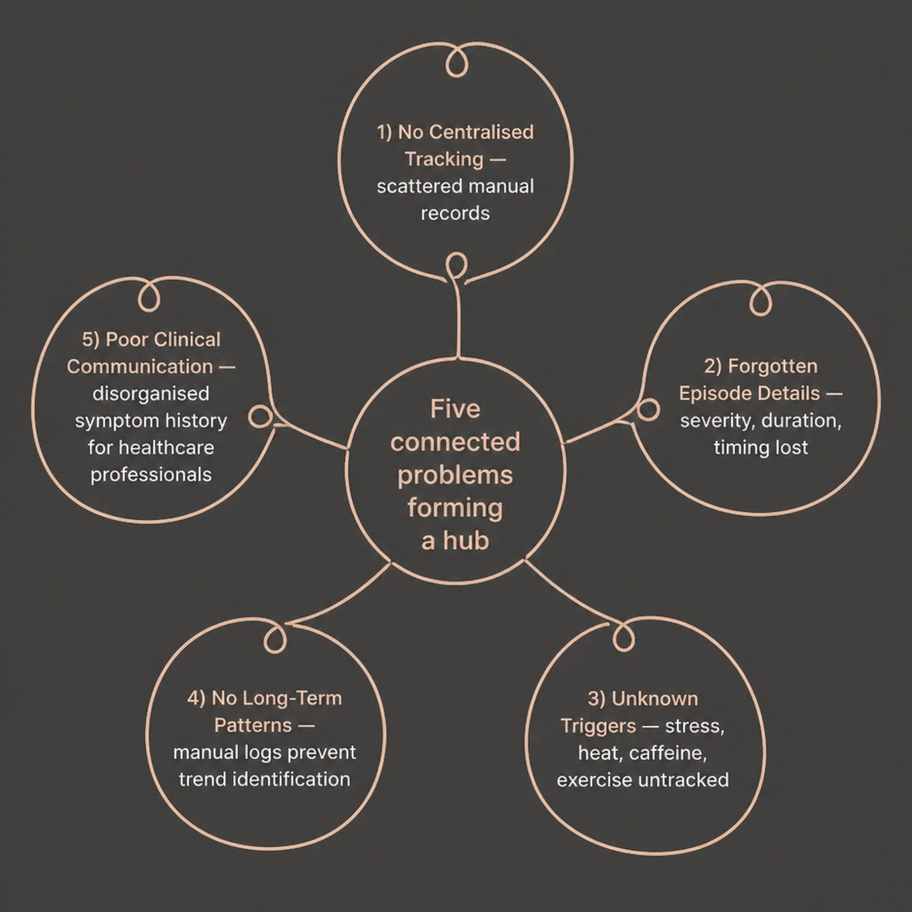 1) No Centralised
Tracking —
scattered manual
records
2) Forgotten
Episode Details —
severity, duration,
timing lost
3) Unknown
Triggers — stress,
heat, caffeine,
exercise untracked
4) No Long-Term
Patterns —
manual logs prevent
trend identification
5) Poor Clinical
Communication —
disorganised
symptom history
for healthcare
professionals
Five
connected
problems
forming
a hub